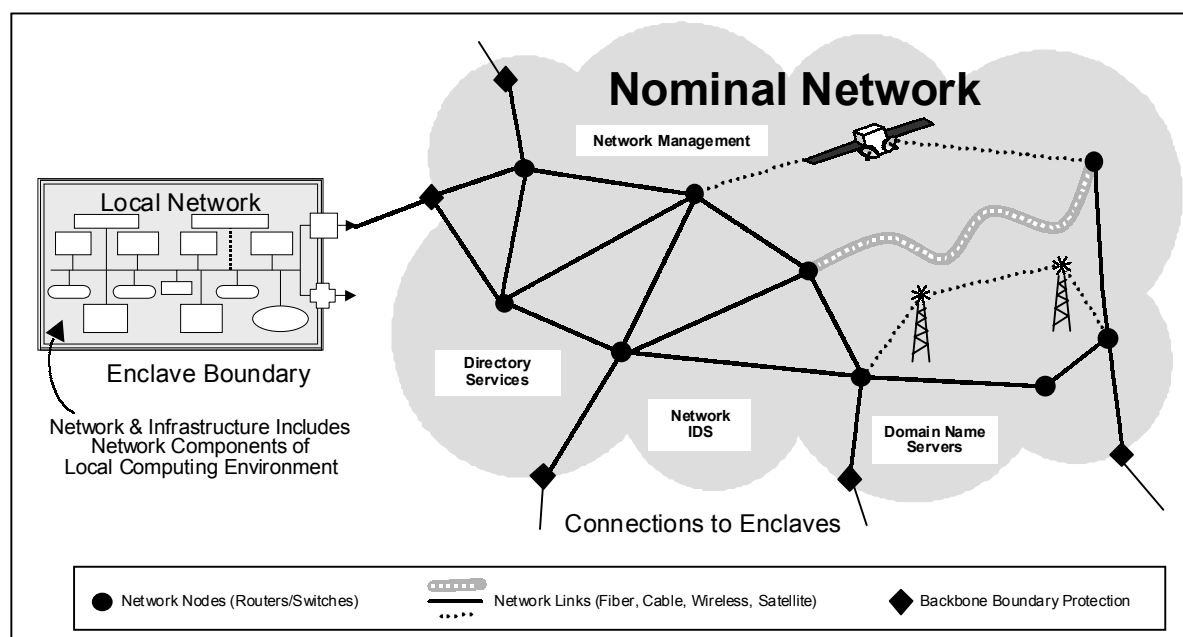 Nominal Network
Network Management
Local Network
Enclave Boundary
Network & Infrastructure Includes
Network Components of
Local Computing Environment
Directory
Services
Network
IDS
Domain Name
Servers
Connections to Enclaves
Network Nodes (Routers/Switches)
Network Links (Fiber, Cable, Wireless, Satellite)
Backbone Boundary Protection